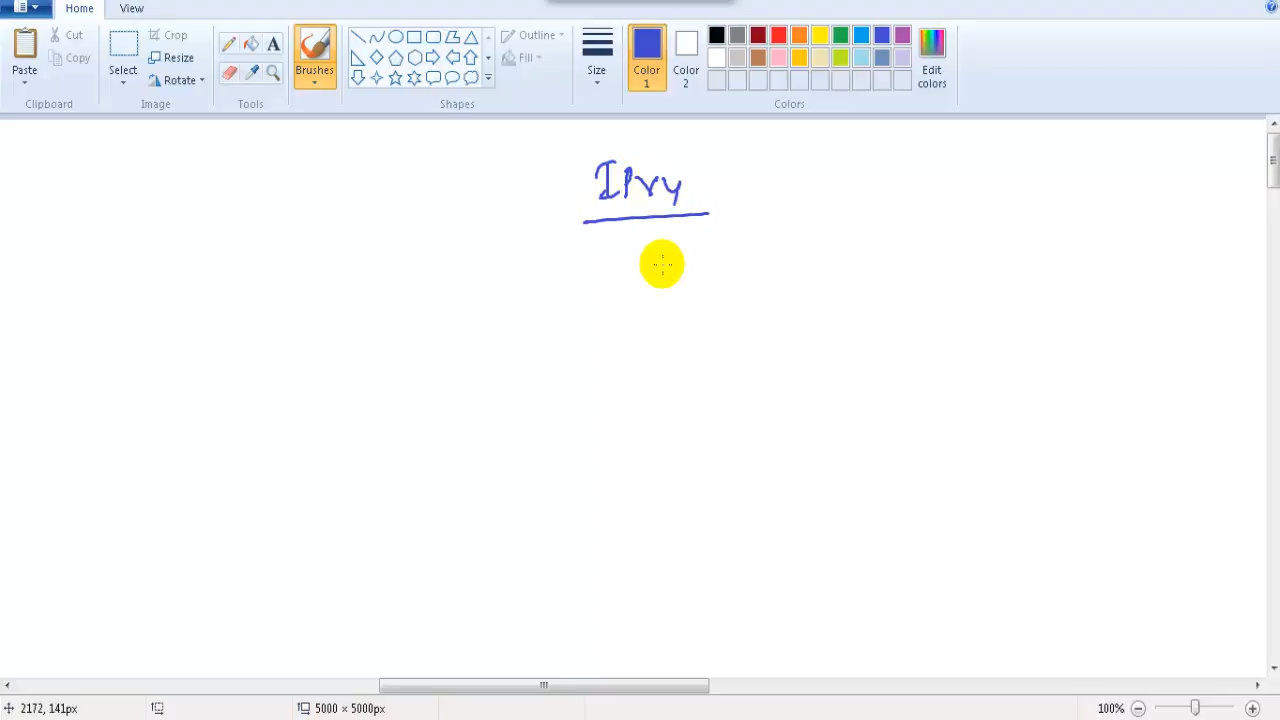 Home View
Paste
Cut
Copy
Clipboard
Select
Crop
Resize
Rotate
Image
A
Tools
Brushes
Shapes
Outline
Fill
Size
Color 1
Color 2
Edit colors
Colors
IPv4
2172, 141px
5000 × 5000px
100%